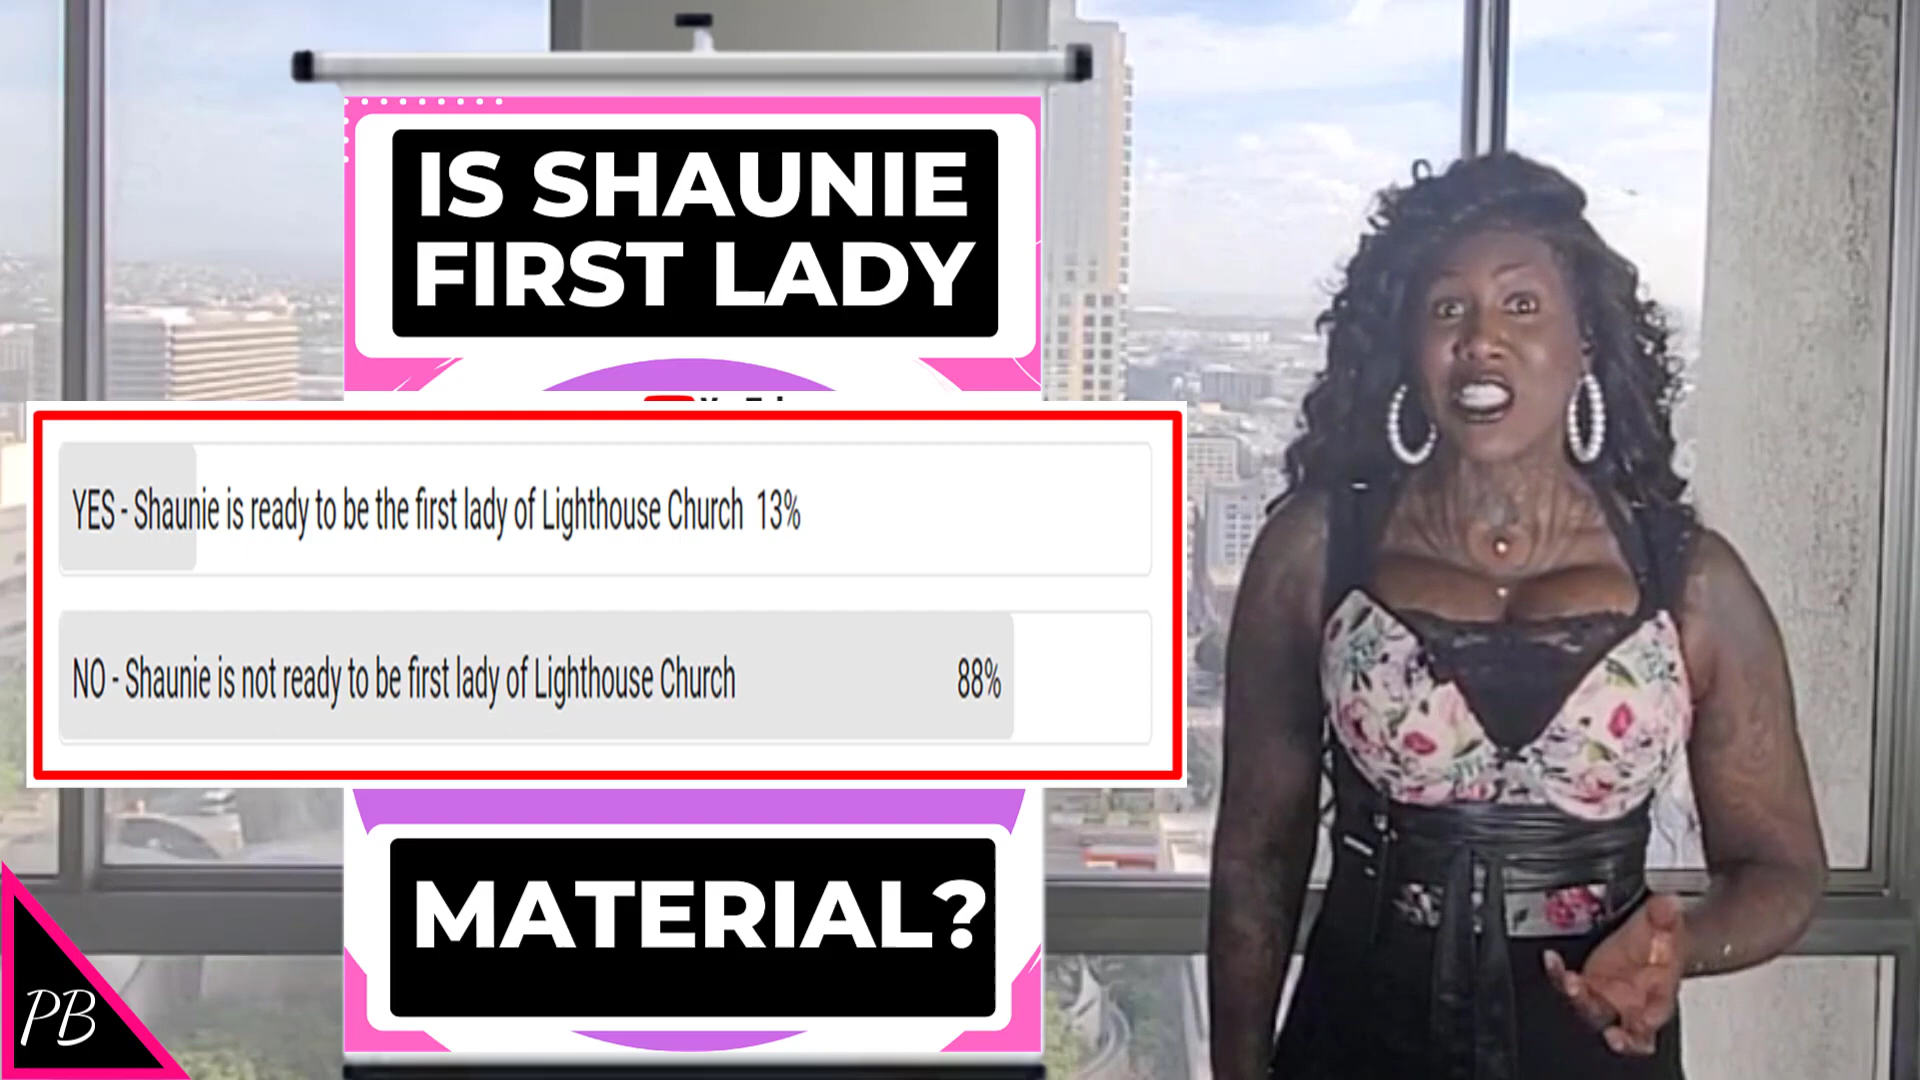 IS SHAUNIE
FIRST LADY
YES - Shaunie is ready to be the first lady of Lighthouse Church 13%
NO - Shaunie is not ready to be first lady of Lighthouse Church 88%
MATERIAL?
PB